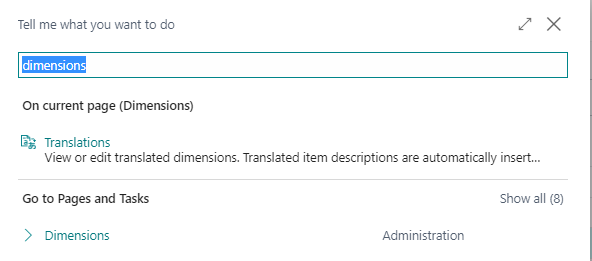 Tell me what you want to do
dimensions
On current page (Dimensions)
Translations
View or edit translated dimensions. Translated item descriptions are automatically insert...
Go to Pages and Tasks
Show all (8)
Dimensions
Administration